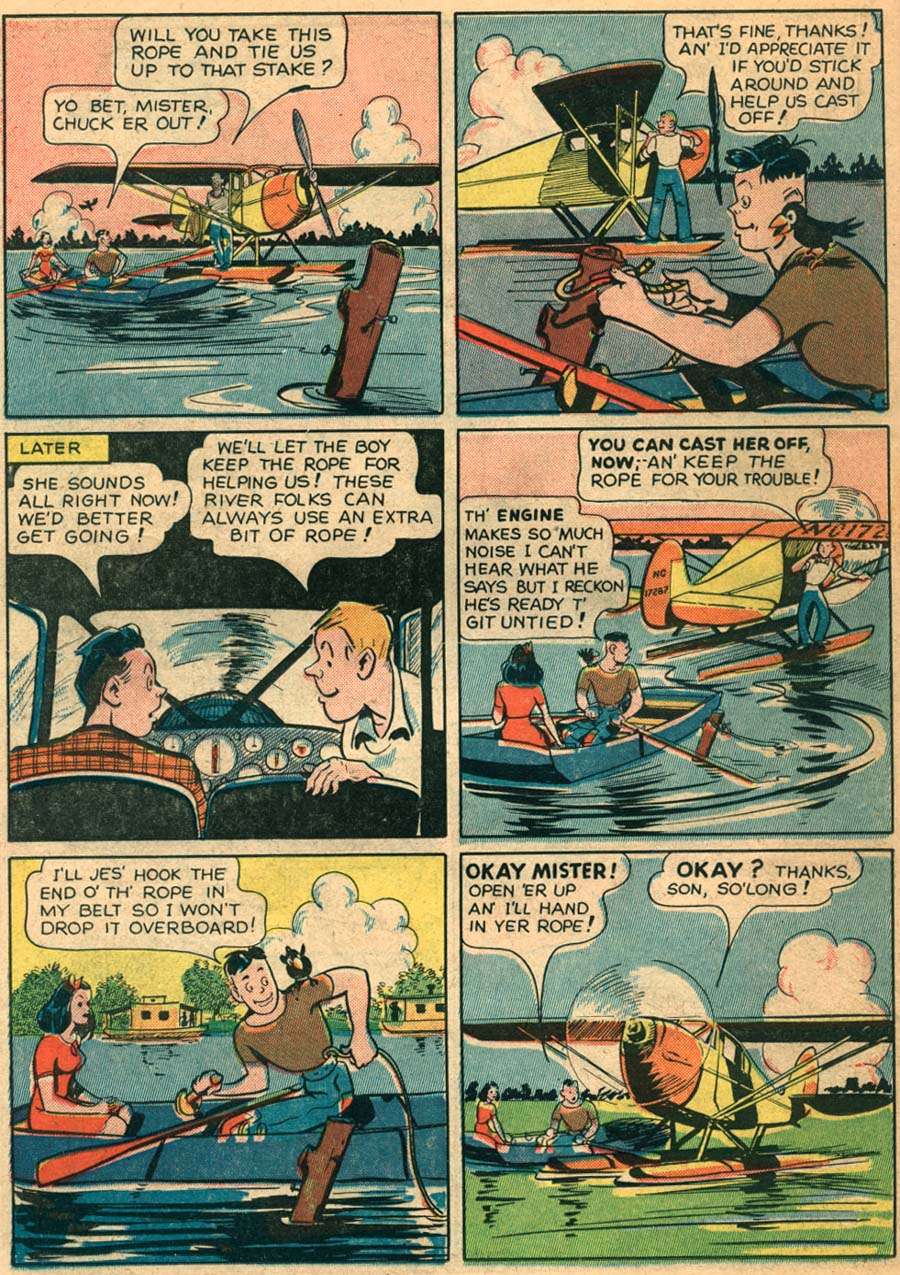 WILL YOU TAKE THIS
ROPE AND TIE US
UP TO THAT STAKE?
YO BET, MISTER,
CHUCK ER OUT!
THAT'S FINE, THANKS!
AN' I'D APPRECIATE IT
IF YOU'D STICK
AROUND AND
HELP US CAST
OFF!
LATER
SHE SOUNDS
ALL RIGHT NOW!
WE'D BETTER
GET GOING!
WE'LL LET THE BOY
KEEP THE ROPE FOR
HELPING US! THESE
RIVER FOLKS CAN
ALWAYS USE AN EXTRA
BIT OF ROPE!
YOU CAN CAST HER OFF,
NOW;--AN' KEEP THE
ROPE FOR YOUR TROUBLE!
TH' ENGINE
MAKES SO MUCH
NOISE I CAN'T
HEAR WHAT HE
SAYS BUT I RECKON
HE'S READY T'
GIT UNTIED!
NC172
NC
17287
I'LL JES' HOOK THE
END O' TH' ROPE IN
MY BELT SO I WON'T
DROP IT OVERBOARD!
OKAY MISTER!
OPEN 'ER UP
AN' I'LL HAND
IN YER ROPE!
OKAY? THANKS,
SON, SO'LONG!